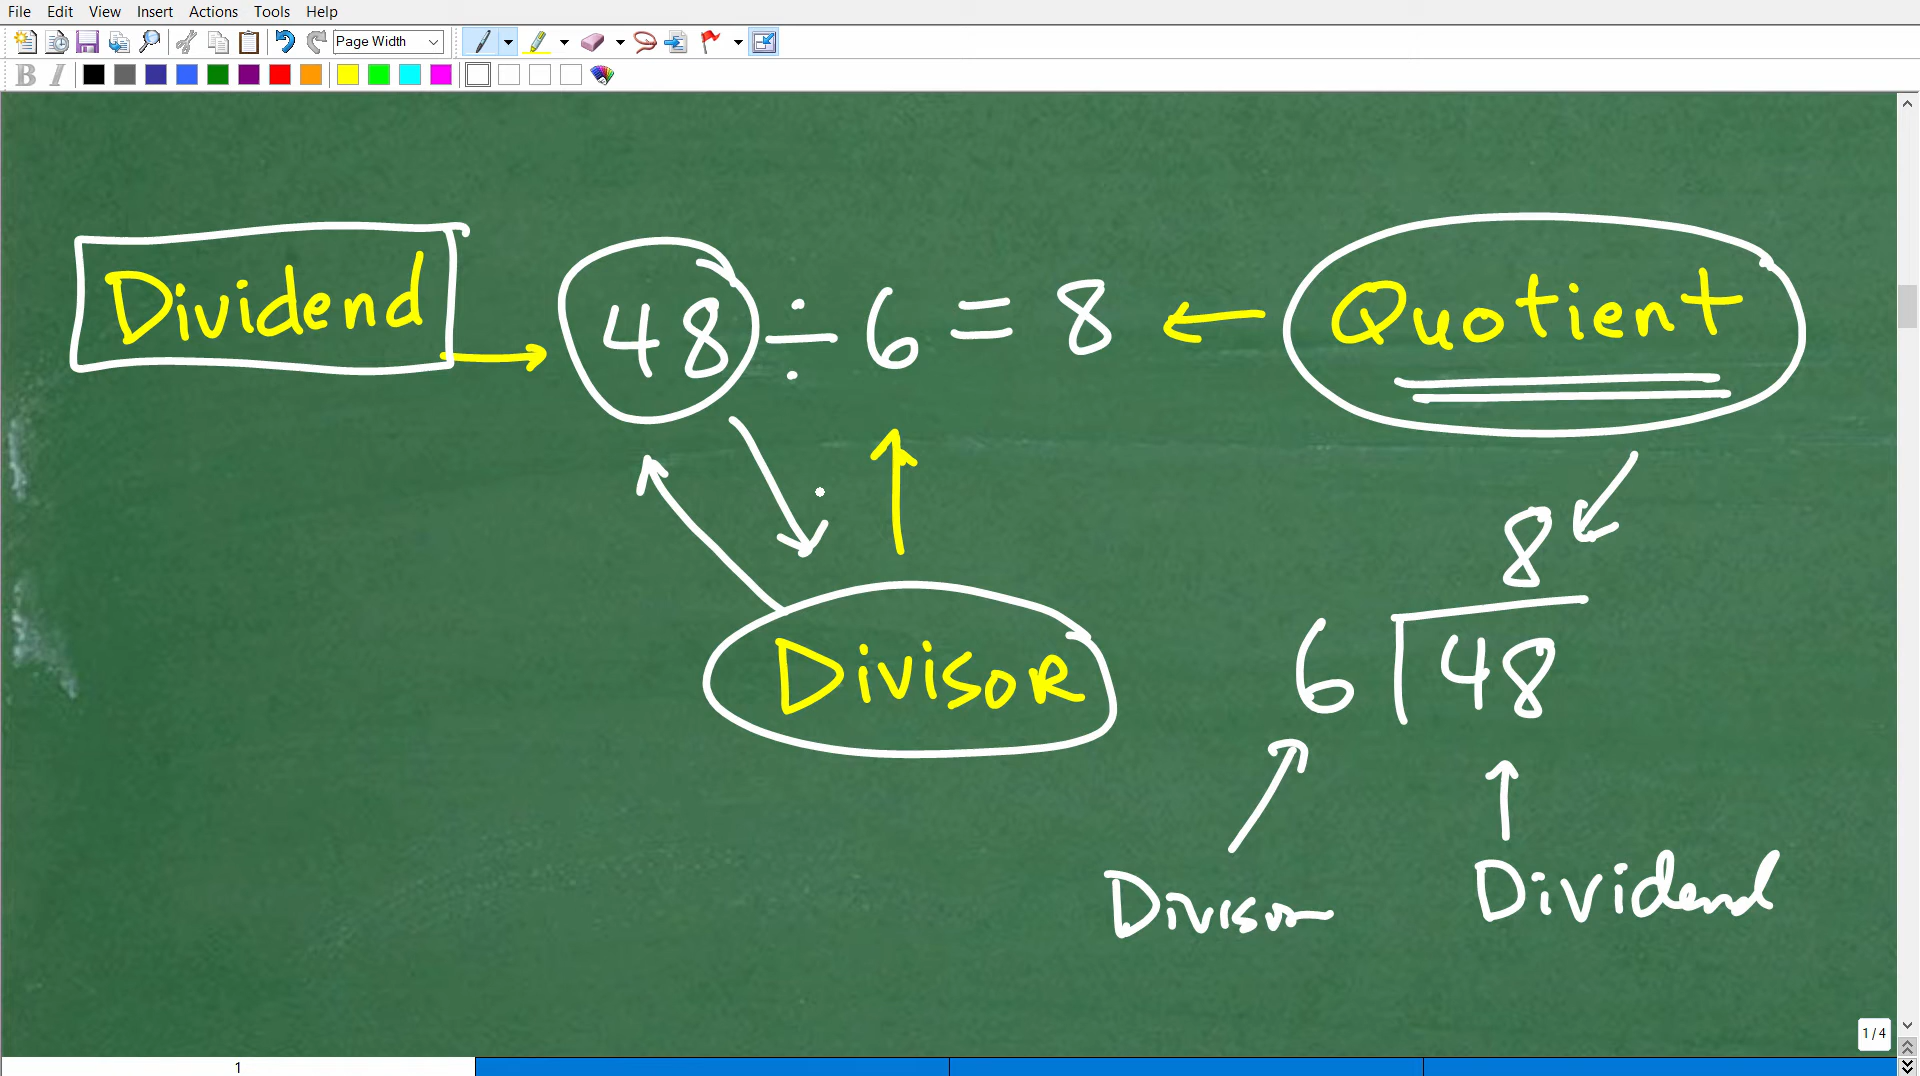 File Edit View Insert Actions Tools Help
Page Width
B I
Dividend 48 ÷ 6 = 8 Quotient
Divisor
8
6 48
Divisor Dividend
1 / 4
1